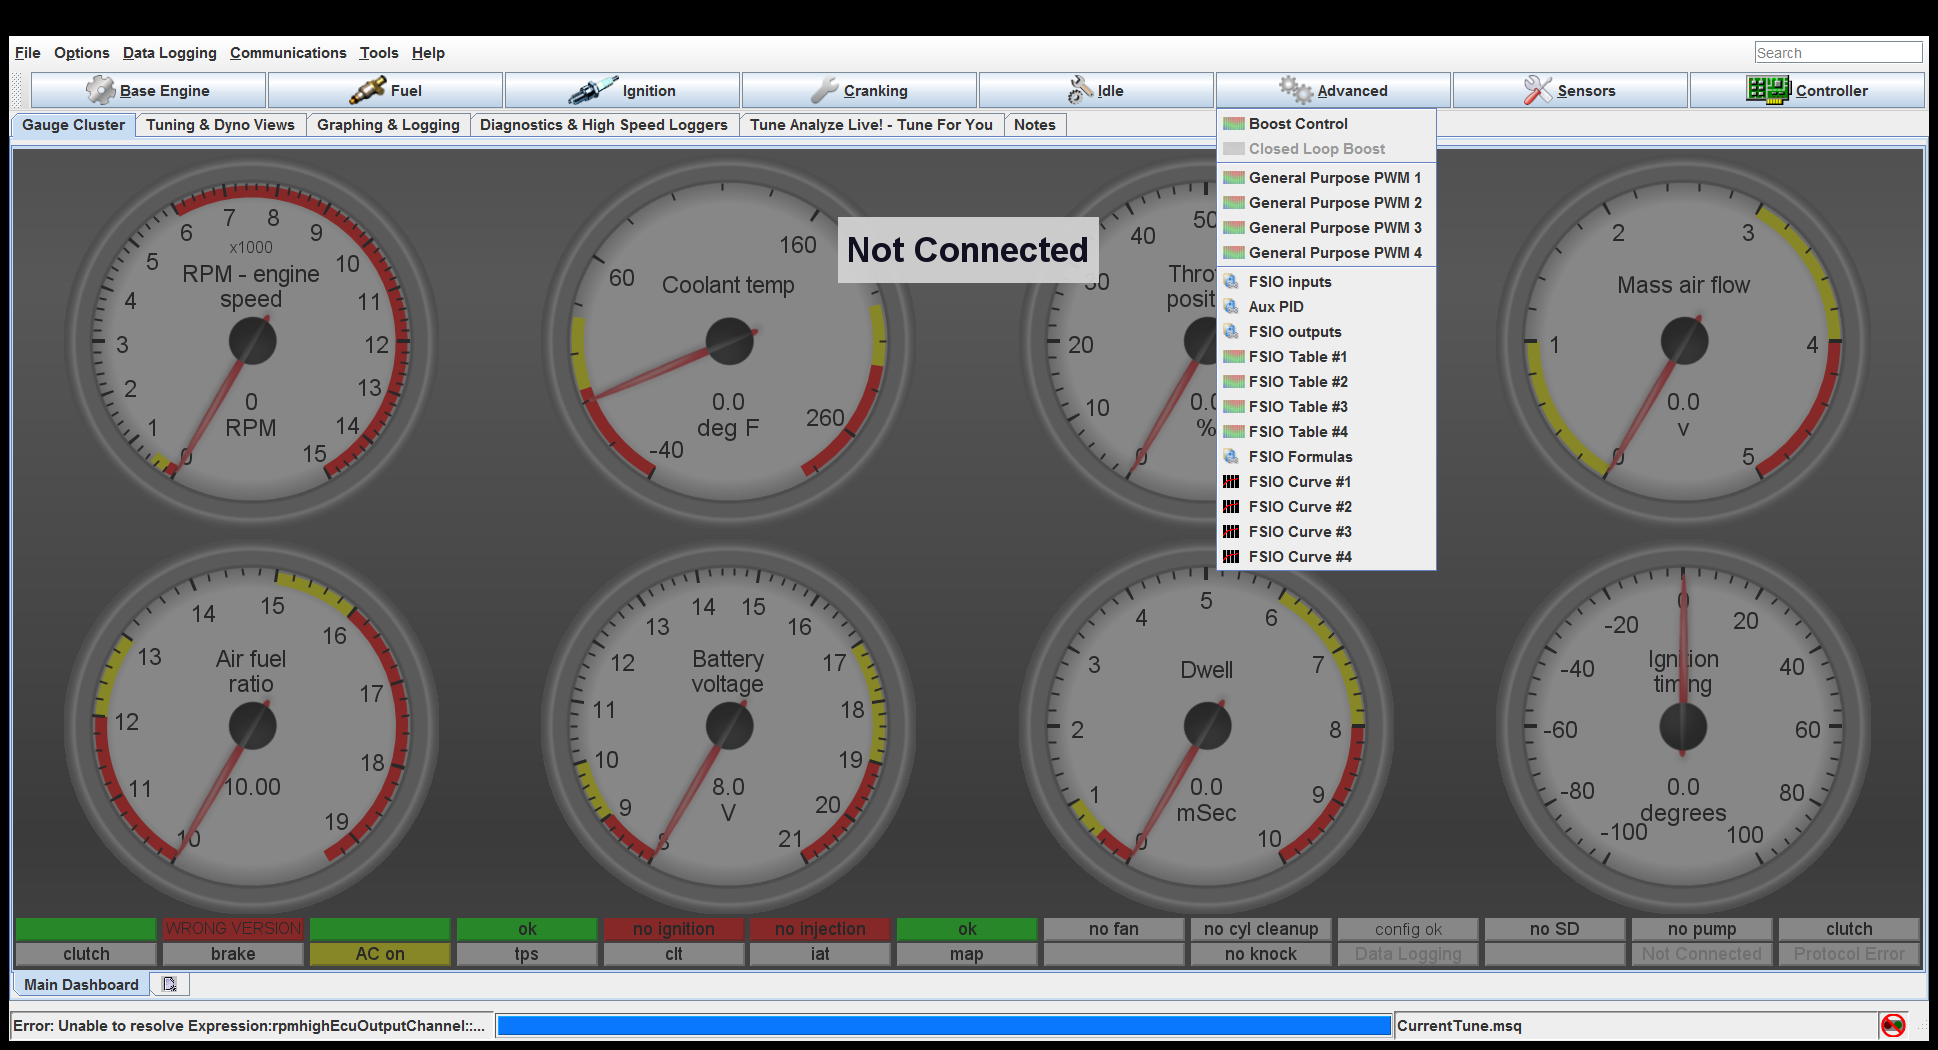 File Options Data Logging Communications Tools Help
Search
Base Engine Fuel Ignition Cranking Idle Advanced Sensors Controller
Gauge Cluster Tuning & Dyno Views Graphing & Logging Diagnostics & High Speed Loggers Tune Analyze Live! - Tune For You Notes
Boost Control
Closed Loop Boost
General Purpose PWM 1
General Purpose PWM 2
General Purpose PWM 3
General Purpose PWM 4
FSIO inputs
Aux PID
FSIO outputs
FSIO Table #1
FSIO Table #2
FSIO Table #3
FSIO Table #4
FSIO Formulas
FSIO Curve #1
FSIO Curve #2
FSIO Curve #3
FSIO Curve #4
Not Connected
0 1 2 3 4 5 6 7 8 9 10 11 12 13 14 15
x1000
RPM - engine
speed
0
RPM
-40 60 160 260
Coolant temp
0.0
deg F
0 10 20 30 40 50
Thro
posit
0.0
%
0 1 2 3 4 5
Mass air flow
0.0
v
10 11 12 13 14 15 16 17 18 19
Air fuel
ratio
10.00
8 9 10 11 12 13 14 15 16 17 18 19 20 21
Battery
voltage
8.0
V
0 1 2 3 4 5 6 7 8 9 10
Dwell
0.0
mSec
-100 -80 -60 -40 -20 0 20 40 60 80 100
Ignition
timing
0.0
degrees
WRONG VERSION ok no ignition no injection ok no fan no cyl cleanup config ok no SD no pump clutch
clutch brake AC on tps clt iat map no knock Data Logging Not Connected Protocol Error
Main Dashboard
Error: Unable to resolve Expression:rpmhighEcuOutputChannel::...
CurrentTune.msq